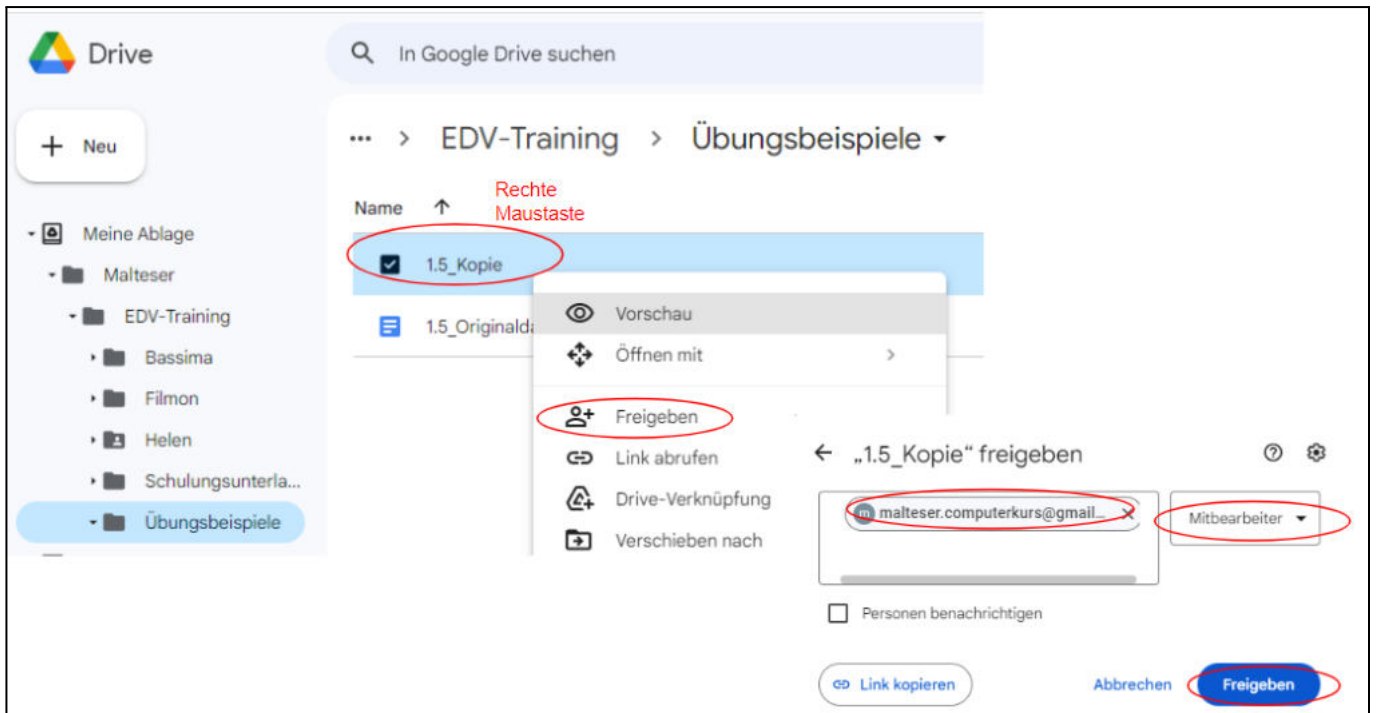 Drive
In Google Drive suchen
Neu
EDV-Training > Übungsbeispiele
Rechte
Maustaste
Name
Meine Ablage
Malteser
EDV-Training
Bassima
Filmon
Helen
Schulungsunterla...
Übungsbeispiele
1.5_Kopie
1.5_Originalda
Vorschau
Öffnen mit
Freigeben
Link abrufen
Drive-Verknüpfung
Verschieben nach
„1.5_Kopie“ freigeben
m malteser.computerkurs@gmail...
Mitbearbeiter
Personen benachrichtigen
Link kopieren
Abbrechen
Freigeben